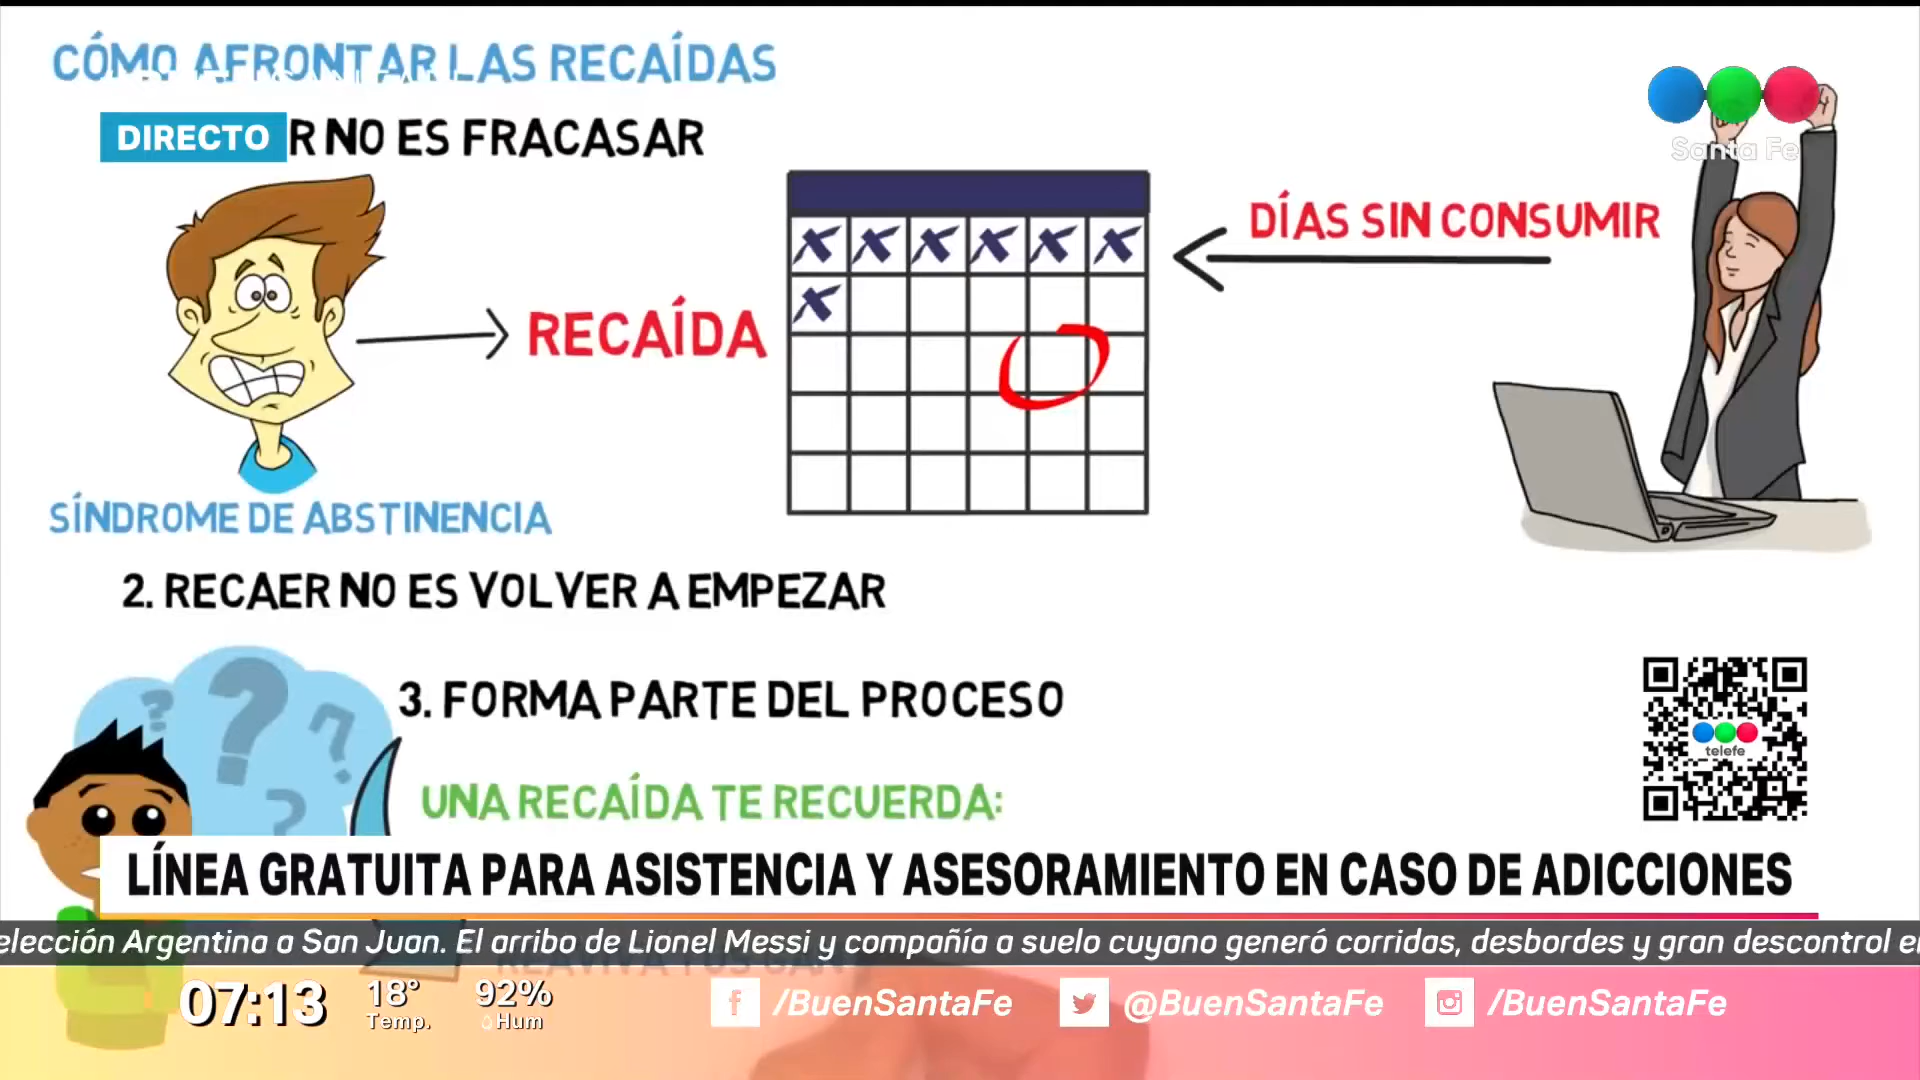 CÓMO AFRONTAR LAS RECAÍDAS
DIRECTO
R NO ES FRACASAR
Santa Fe
DÍAS SIN CONSUMIR
RECAÍDA
SÍNDROME DE ABSTINENCIA
2. RECAER NO ES VOLVER A EMPEZAR
3. FORMA PARTE DEL PROCESO
telefe
UNA RECAÍDA TE RECUERDA:
LÍNEA GRATUITA PARA ASISTENCIA Y ASESORAMIENTO EN CASO DE ADICCIONES
elección Argentina a San Juan. El arribo de Lionel Messi y compañía a suelo cuyano generó corridas, desbordes y gran descontrol e
07:13
18° Temp.
92% Hum
/BuenSantaFe
@BuenSantaFe
/BuenSantaFe